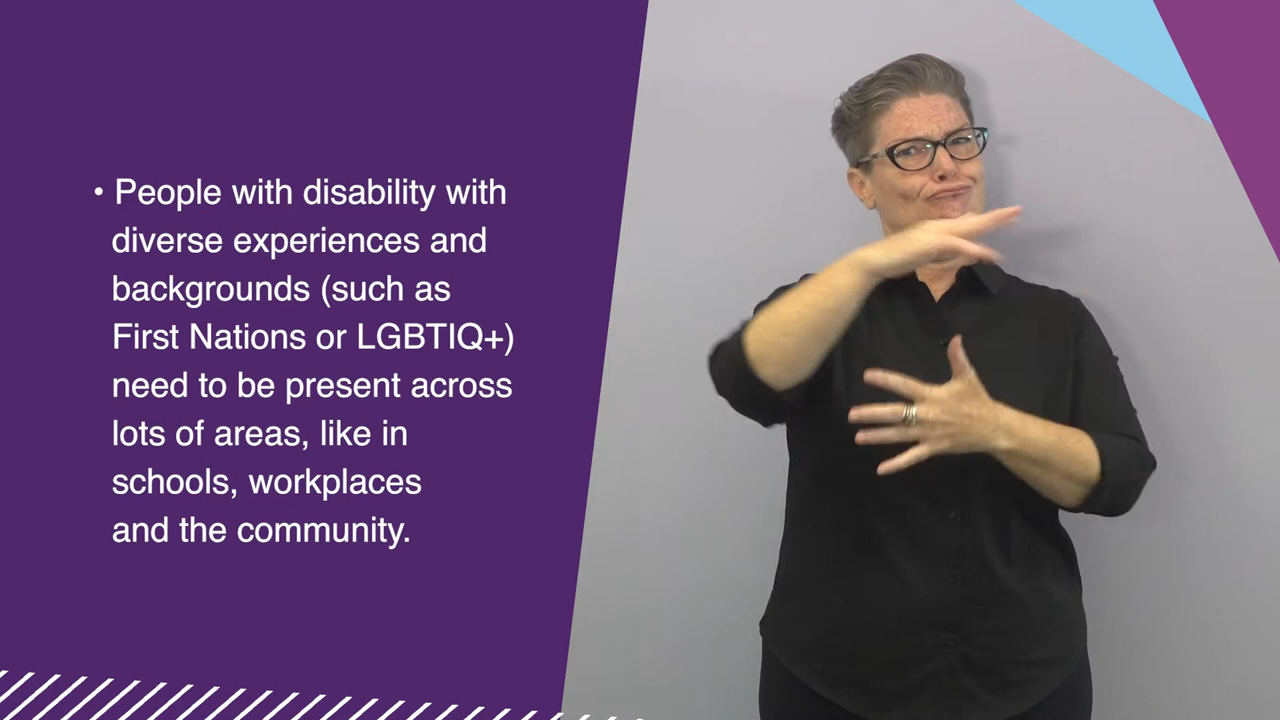 • People with disability with
diverse experiences and
backgrounds (such as
First Nations or LGBTIQ+)
need to be present across
lots of areas, like in
schools, workplaces
and the community.